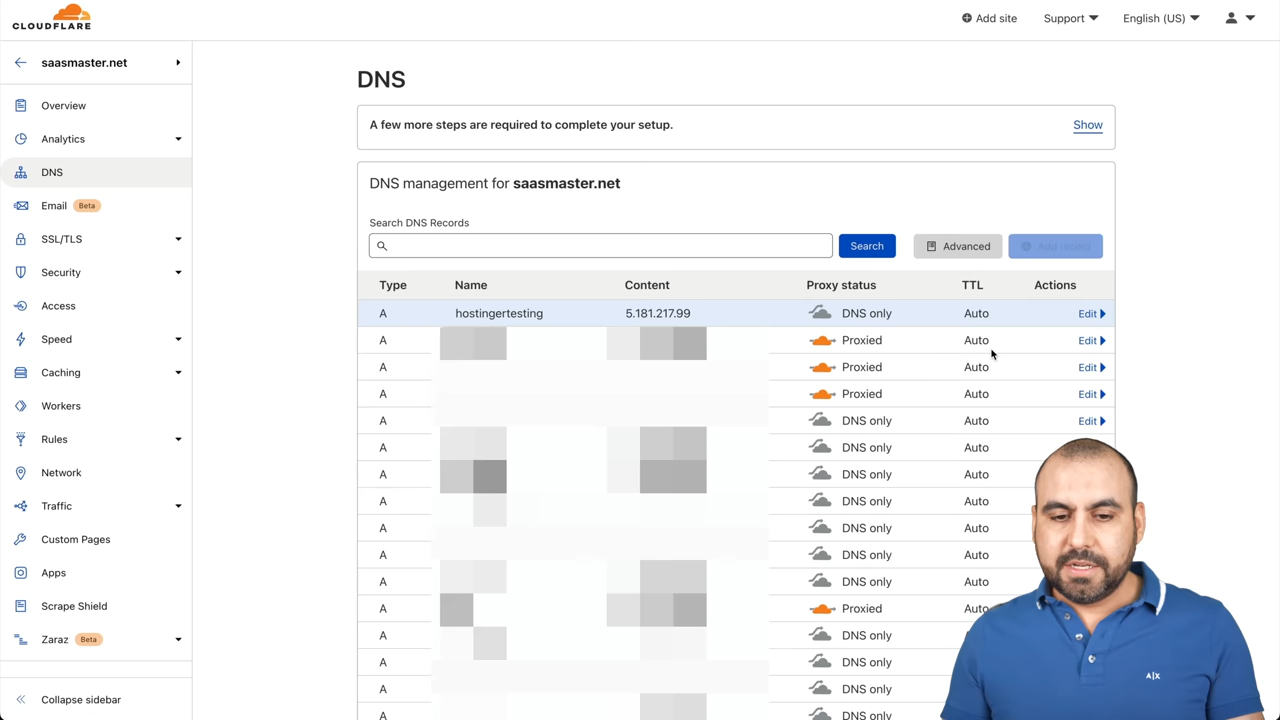 CLOUDFLARE
Add site
Support
English (US)
saasmaster.net
Overview
Analytics
DNS
Email Beta
SSL/TLS
Security
Access
Speed
Caching
Workers
Rules
Network
Traffic
Custom Pages
Apps
Scrape Shield
Zaraz Beta
Collapse sidebar
DNS
A few more steps are required to complete your setup. Show
DNS management for saasmaster.net
Search DNS Records
Search Advanced Add record
Type Name Content Proxy status TTL Actions
A hostingertesting 5.181.217.99 DNS only Auto Edit
A Proxied Auto Edit
A Proxied Auto Edit
A Proxied Auto Edit
A DNS only Auto Edit
A DNS only Auto
A DNS only Auto
A DNS only Auto
A DNS only Auto
A DNS only Auto
A DNS only Auto
A Proxied Auto
A DNS only
A DNS only
A DNS only
A DNS only
A|X